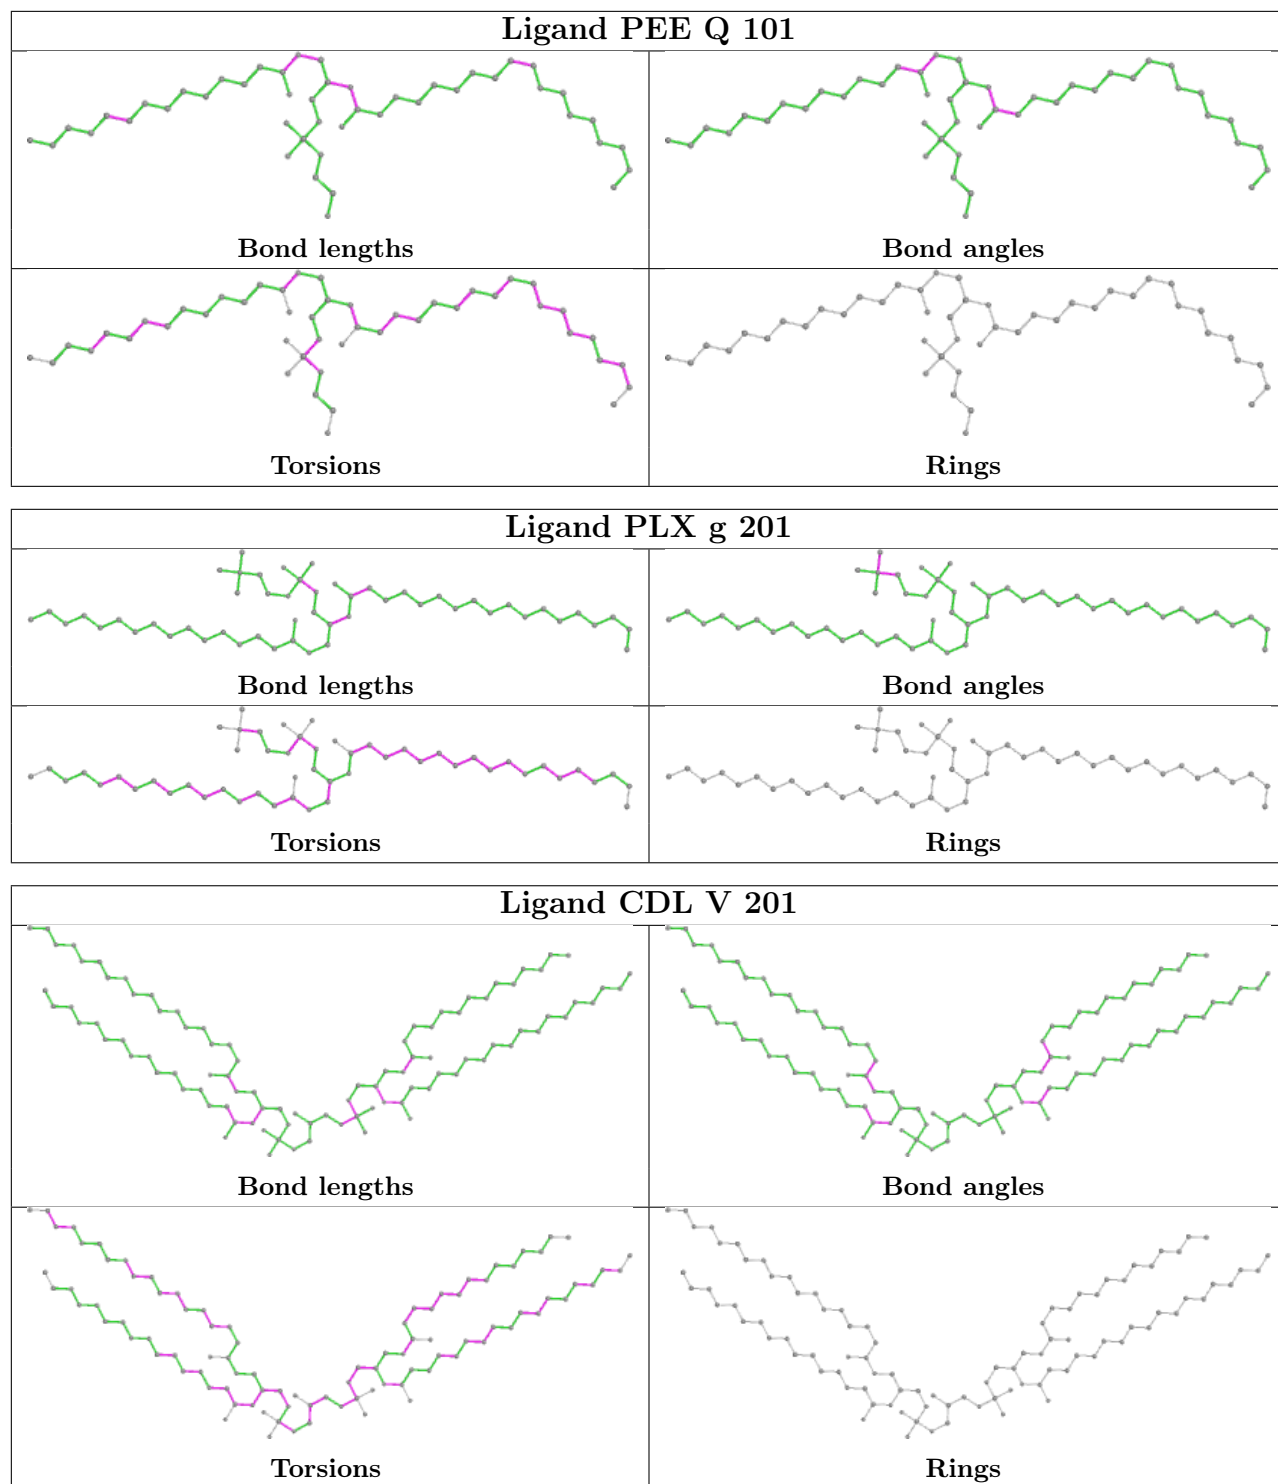 Ligand PEE Q 101
Bond lengths
Bond angles
Torsions
Rings
Ligand PLX g 201
Bond lengths
Bond angles
Torsions
Rings
Ligand CDL V 201
Bond lengths
Bond angles
Torsions
Rings